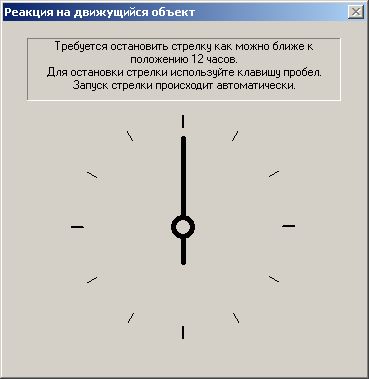 Реакция на движущийся объект
Требуется остановить стрелку как можно ближе к
положению 12 часов.
Для остановки стрелки используйте клавишу пробел.
Запуск стрелки происходит автоматически.